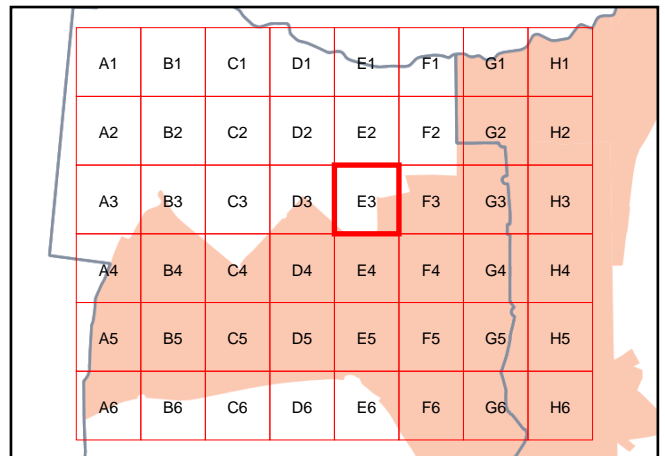 A1 B1 C1 D1 E1 F1 G1 H1
A2 B2 C2 D2 E2 F2 G2 H2
A3 B3 C3 D3 E3 F3 G3 H3
A4 B4 C4 D4 E4 F4 G4 H4
A5 B5 C5 D5 E5 F5 G5 H5
A6 B6 C6 D6 E6 F6 G6 H6